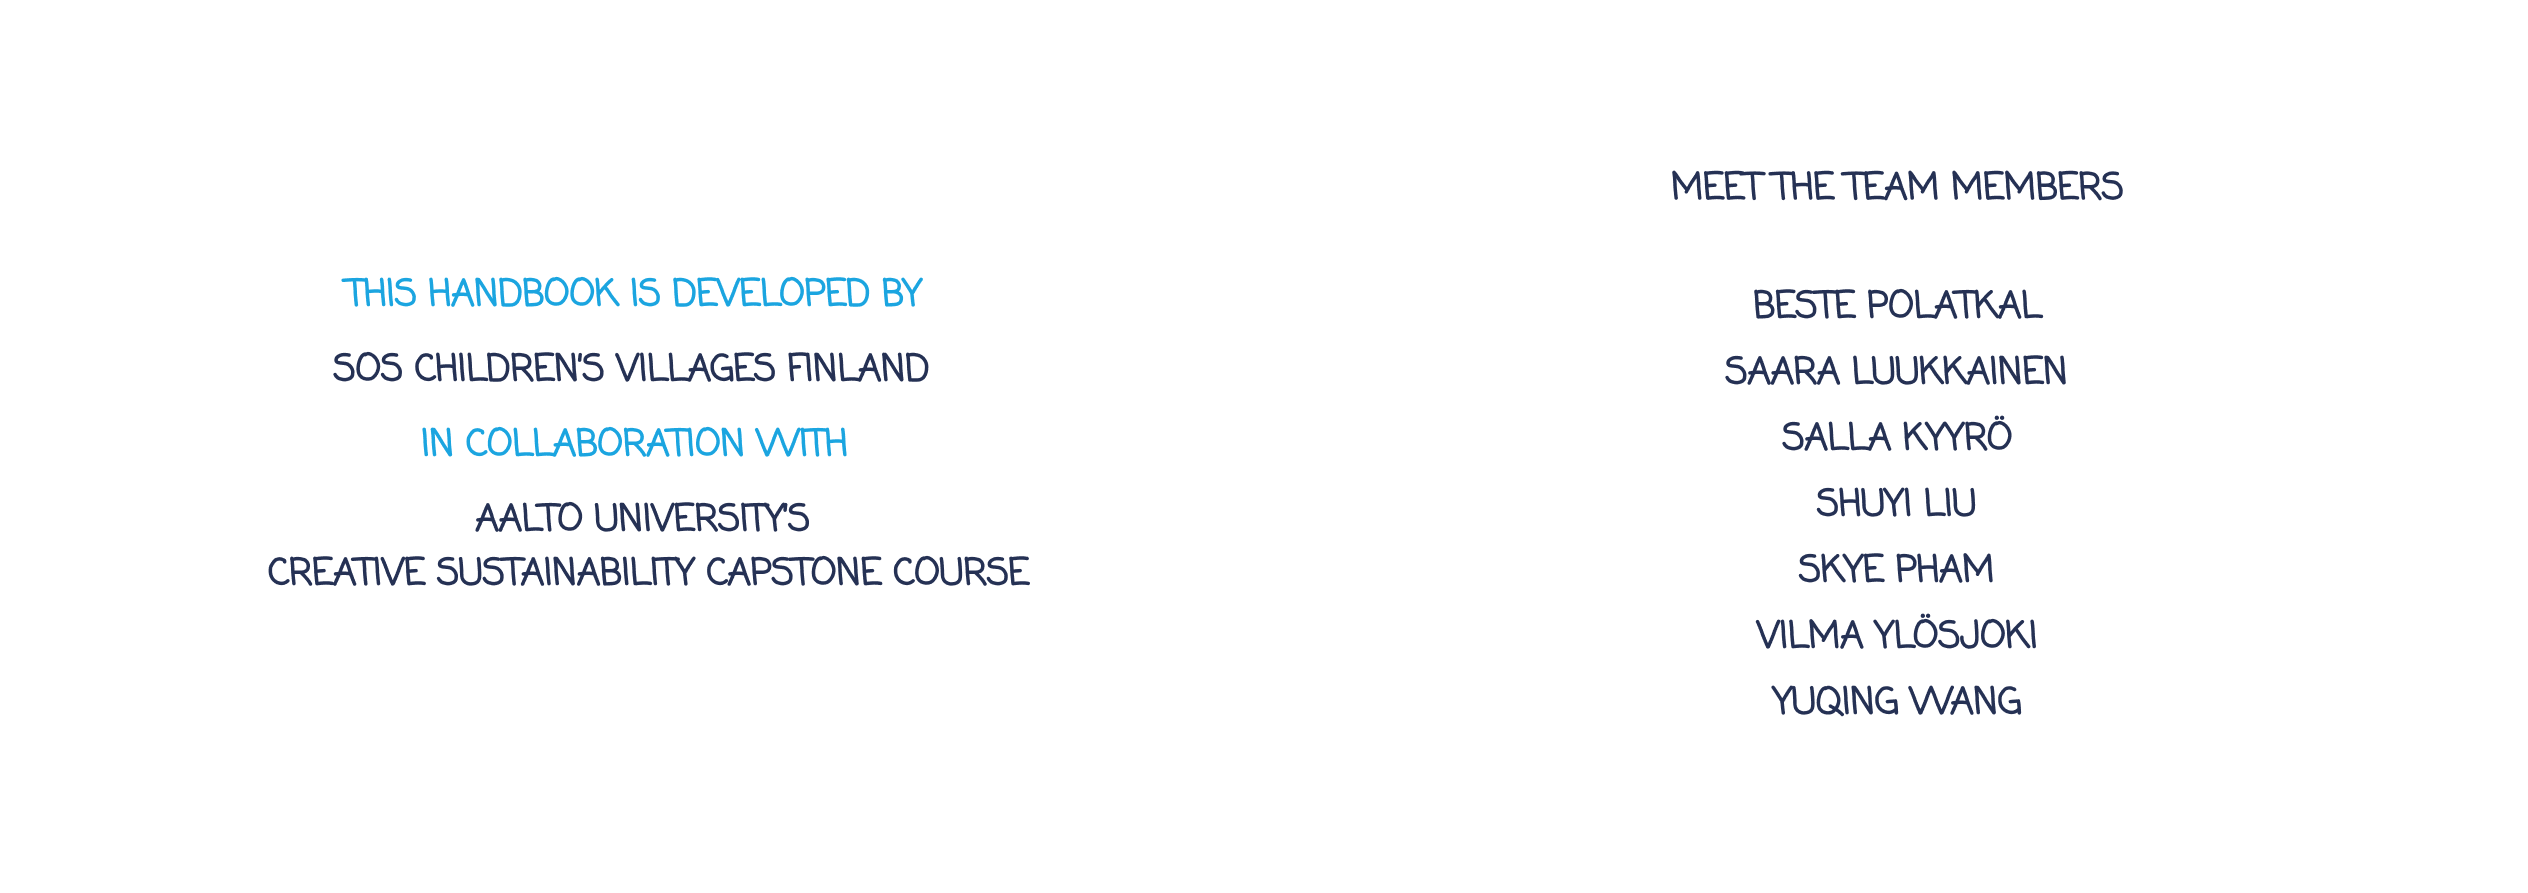 THIS HANDBOOK IS DEVELOPED BY
SOS CHILDREN'S VILLAGES FINLAND
IN COLLABORATION WITH
AALTO UNIVERSITY'S
CREATIVE SUSTAINABILITY CAPSTONE COURSE
MEET THE TEAM MEMBERS
BESTE POLATKAL
SAARA LUUKKAINEN
SALLA KYYRÖ
SHUYI LIU
SKYE PHAM
VILMA YLÖSJOKI
YUQING WANG